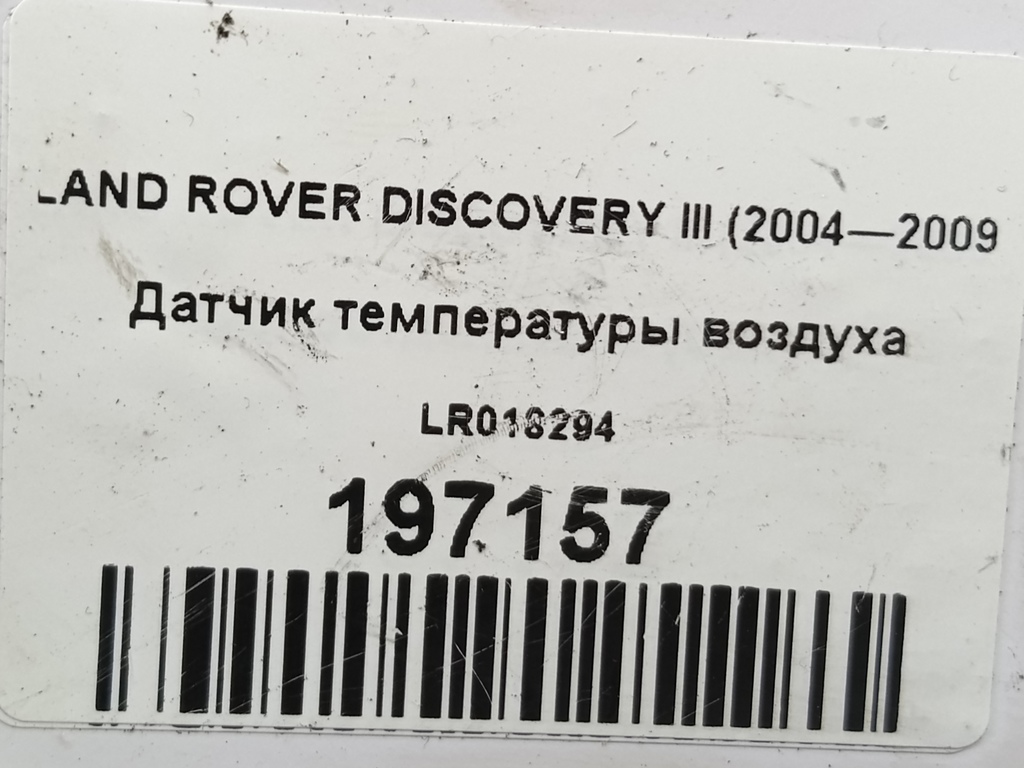 LAND ROVER DISCOVERY III (2004—2009
Датчик температуры воздуха
LR018294
197157